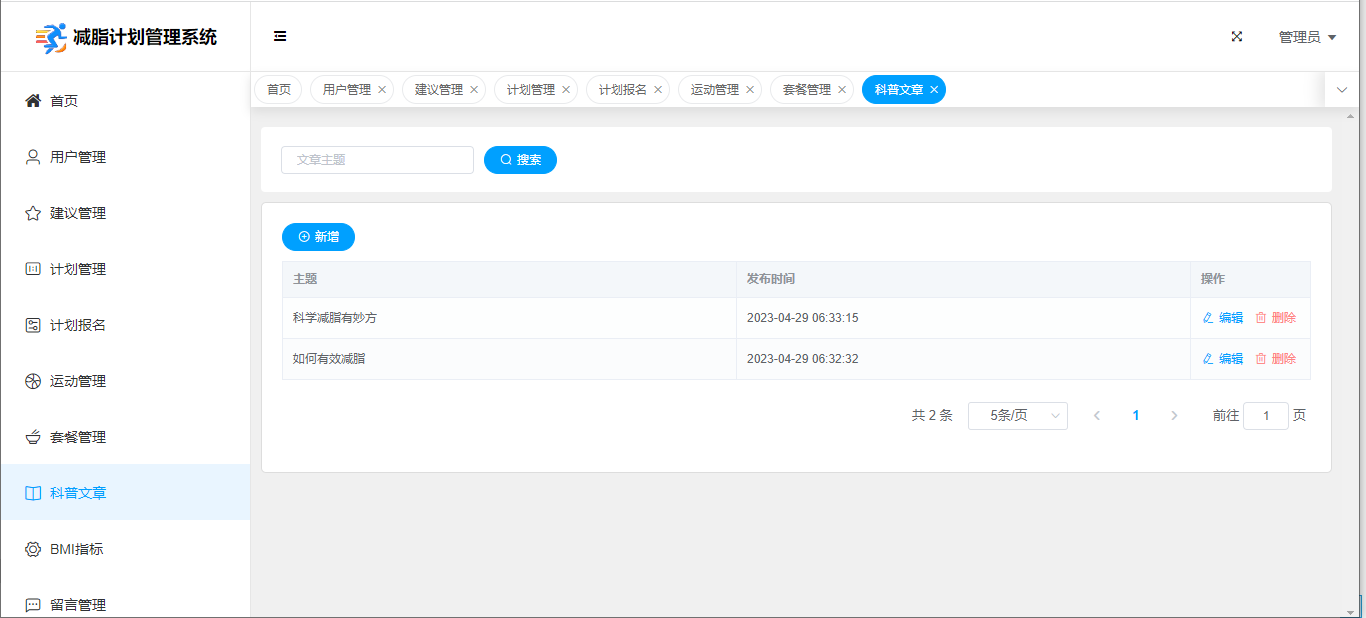 减脂计划管理系统
管理员
首页 用户管理 建议管理 计划管理 计划报名 运动管理 套餐管理 科普文章
首页
用户管理
建议管理
计划管理
计划报名
运动管理
套餐管理
科普文章
BMI指标
留言管理
文章主题 搜索
新增
主题 发布时间 操作
科学减脂有妙方 2023-04-29 06:33:15 编辑 删除
如何有效减脂 2023-04-29 06:32:32 编辑 删除
共 2 条 5条/页 1 前往 1 页